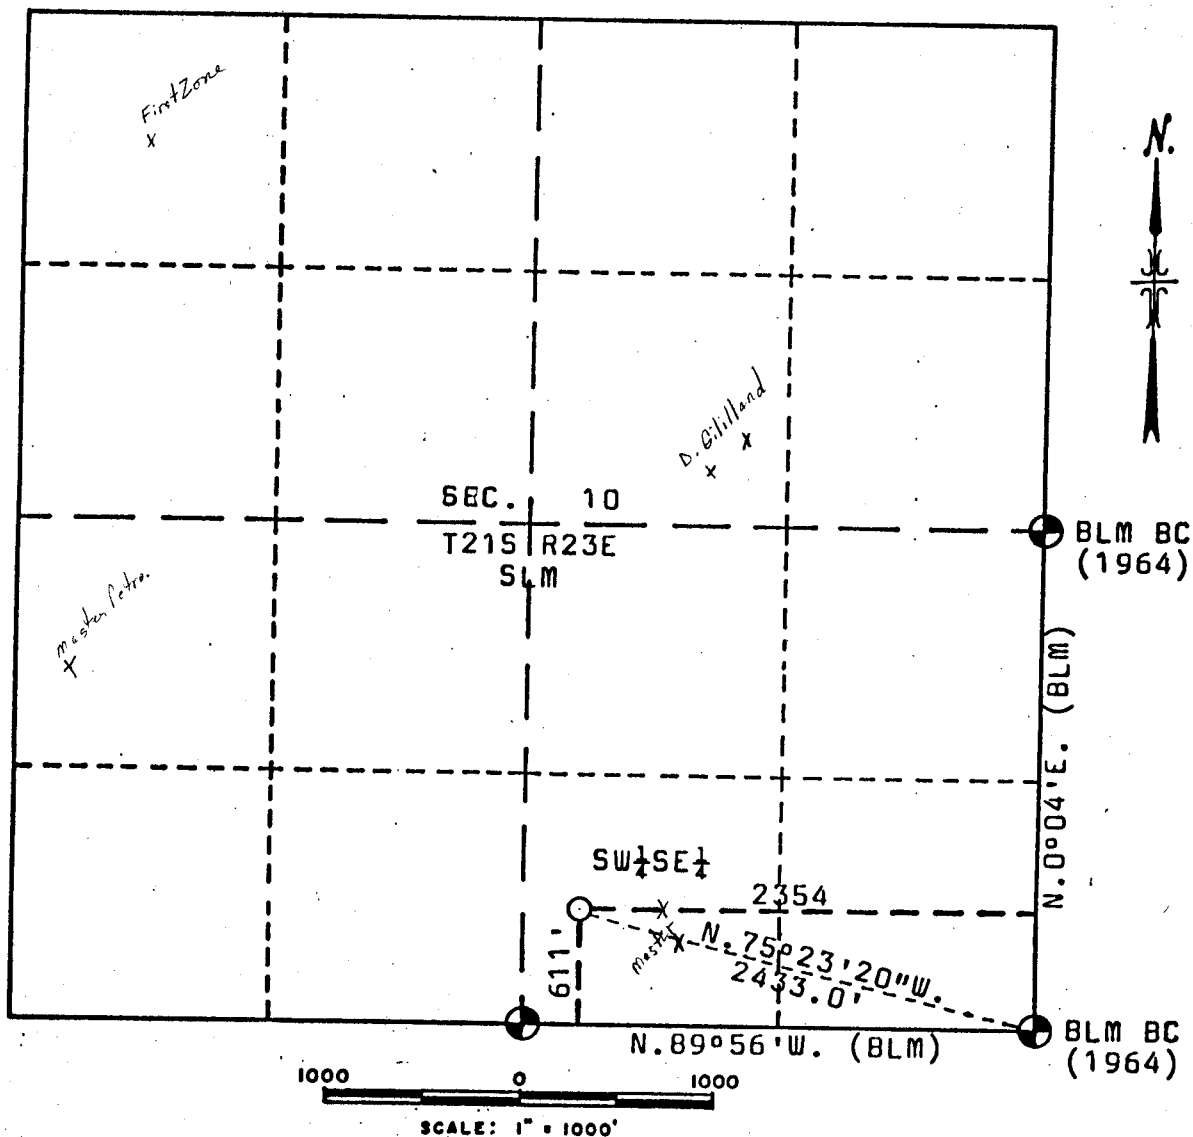 First Zone
x
N.
D. Gililland
x x
SEC. 10
T21S R23E
SLM
BLM BC
(1964)
Master Petro.
x
N.0°04'E. (BLM)
SW¼SE¼
2354
x
611'
Master
x
N.75°23'20"W.
2433.0'
N.89°56'W. (BLM)
BLM BC
(1964)
1000 0 1000
SCALE: 1" = 1000'